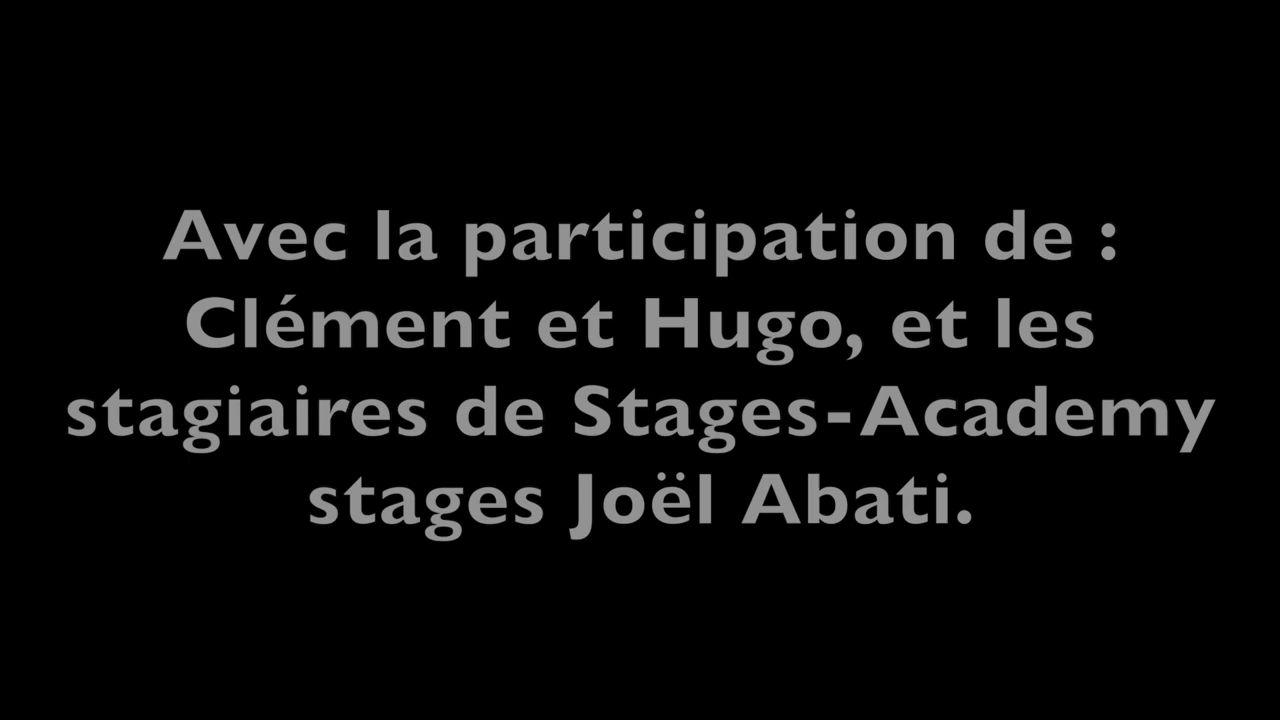 Avec la participation de :
Clément et Hugo, et les
stagiaires de Stages-Academy
stages Joël Abati.